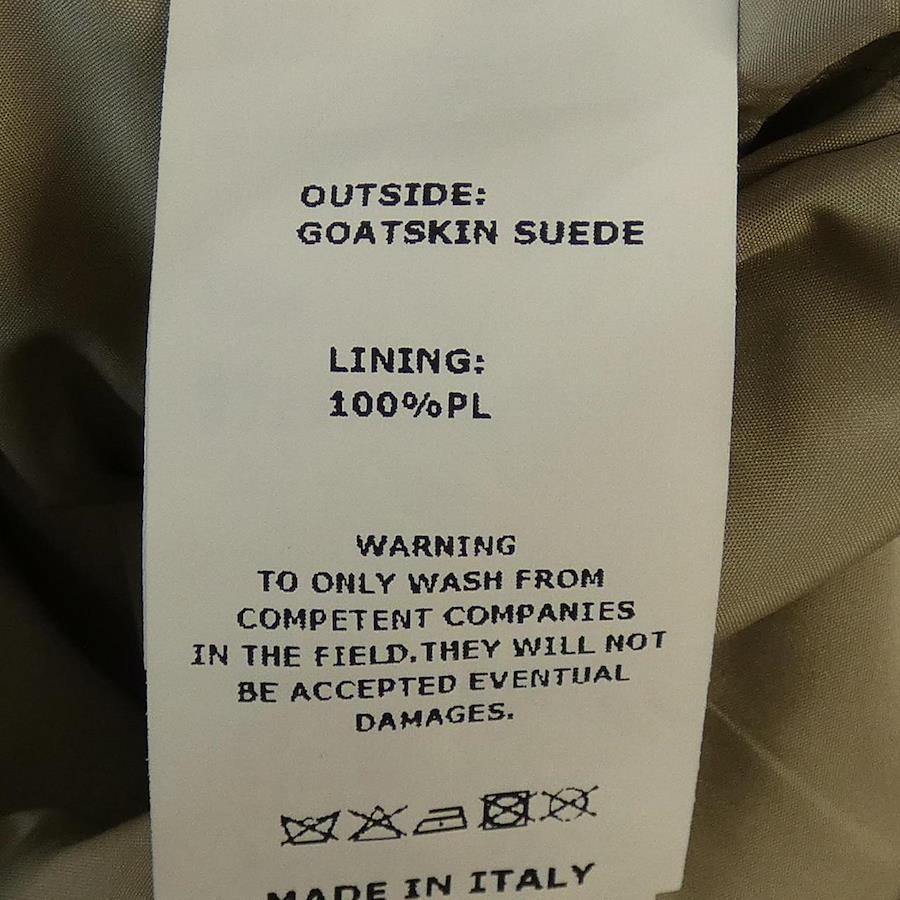 OUTSIDE:
GOATSKIN SUEDE
LINING:
100%PL
WARNING
TO ONLY WASH FROM
COMPETENT COMPANIES
IN THE FIELD.THEY WILL NOT
BE ACCEPTED EVENTUAL
DAMAGES.
MADE IN ITALY